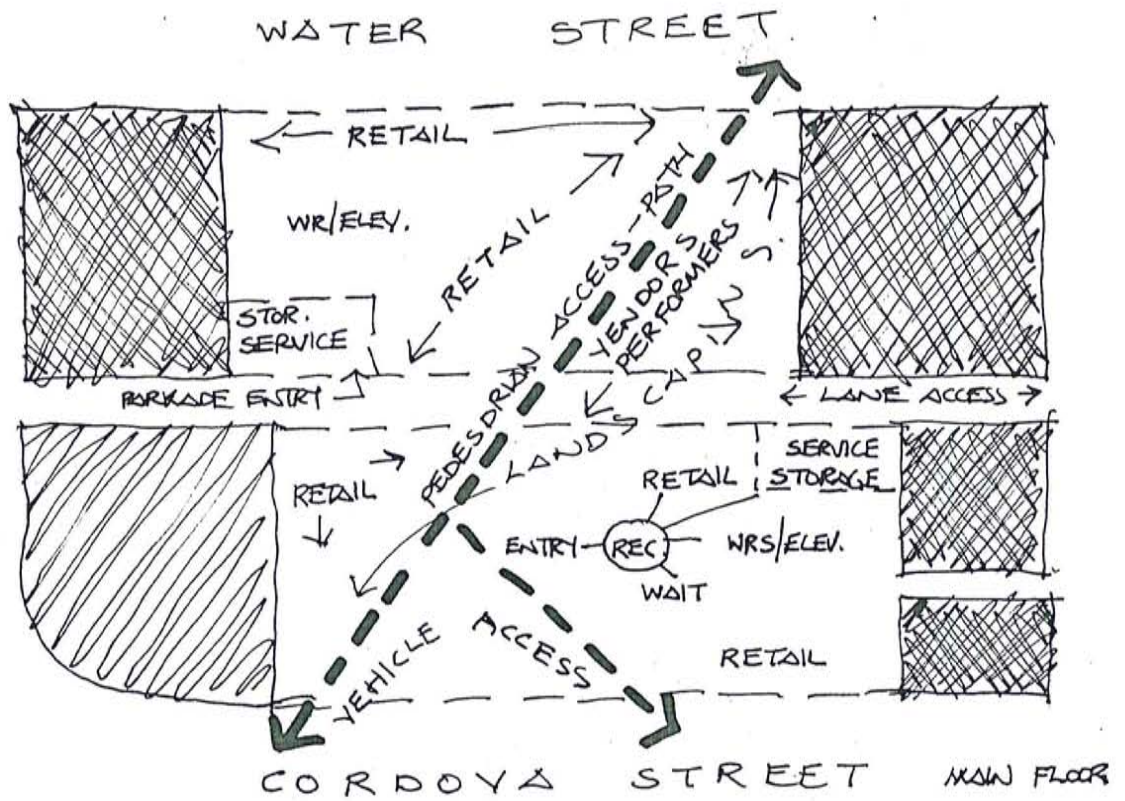 WATER STREET
RETAIL
WR/ELEV.
RETAIL
ACCESS-PATH
VENDORS
PERFORMERS
STOR.
SERVICE
PARKADE ENTRY
LANE ACCESS
PEDESDRIAN
LANDSCAPING
RETAIL
RETAIL
SERVICE
STORAGE
ENTRY
REC
WRS/ELEV.
WAIT
VEHICLE ACCESS
RETAIL
CORDOVA STREET
MAIN FLOOR